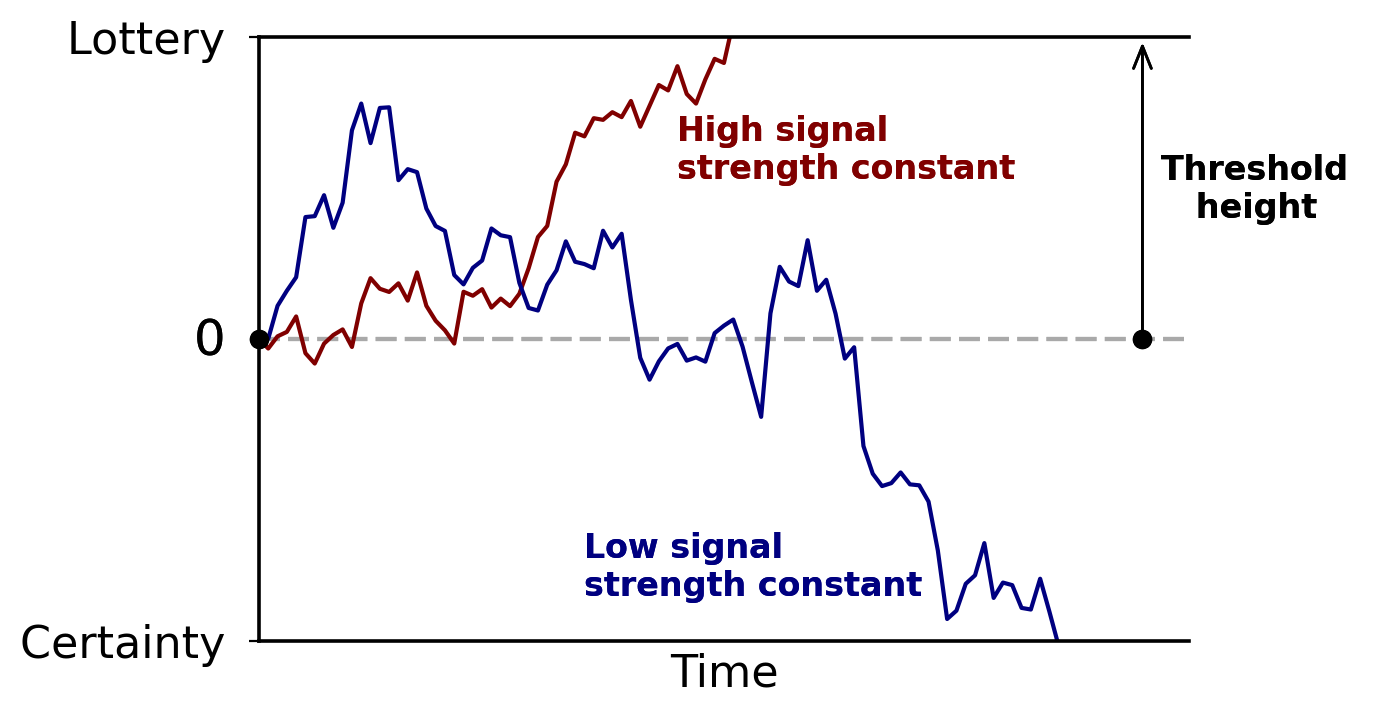 Lottery
High signal
strength constant
Threshold
height
0
Low signal
strength constant
Certainty
Time